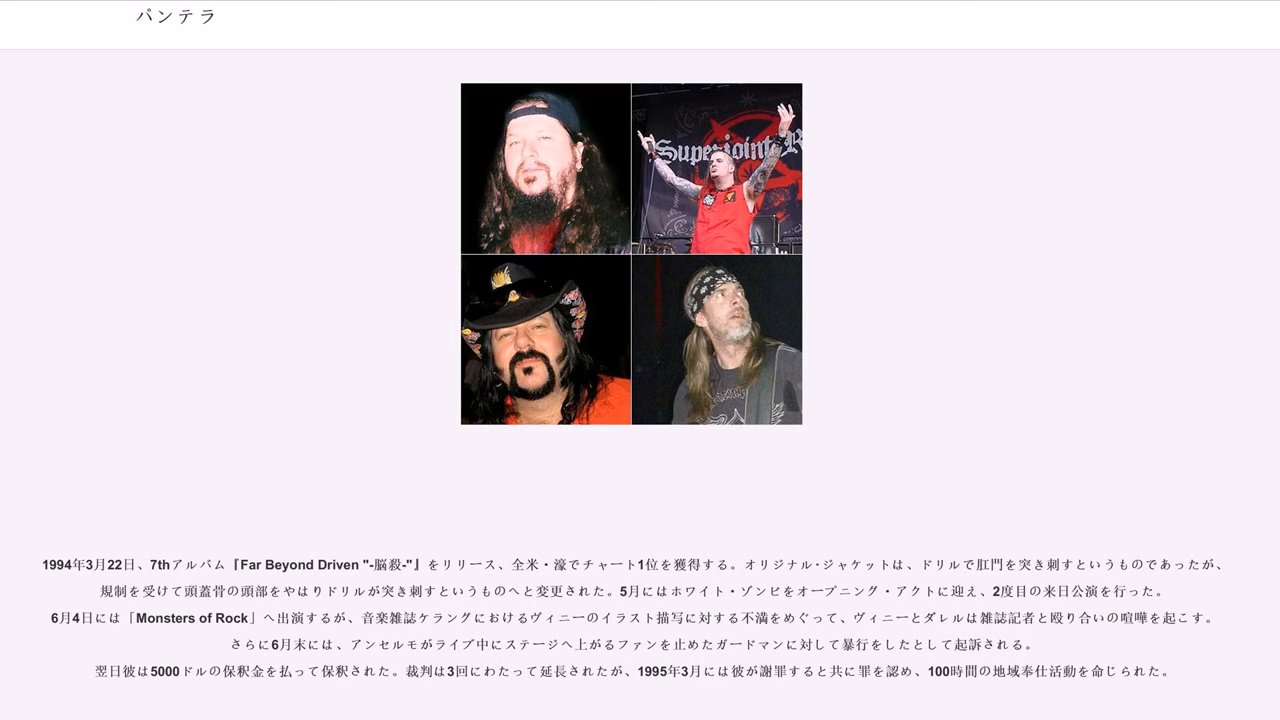 パンテラ
Superjoint R
1994年3月22日、7thアルバム『Far Beyond Driven "-脳殺-"』をリリース、全米・濠でチャート1位を獲得する。オリジナル・ジャケットは、ドリルで肛門を突き刺すというものであったが、
規制を受けて頭蓋骨の頭部をやはりドリルが突き刺すというものへと変更された。5月にはホワイト・ゾンビをオープニング・アクトに迎え、2度目の来日公演を行った。
6月4日には「Monsters of Rock」へ出演するが、音楽雑誌ケラングにおけるヴィニーのイラスト描写に対する不満をめぐって、ヴィニーとダレルは雑誌記者と殴り合いの喧嘩を起こす。
さらに6月末には、アンセルモがライブ中にステージへ上がるファンを止めたガードマンに対して暴行をしたとして起訴される。
翌日彼は5000ドルの保釈金を払って保釈された。裁判は3回にわたって延長されたが、1995年3月には彼が謝罪すると共に罪を認め、100時間の地域奉仕活動を命じられた。